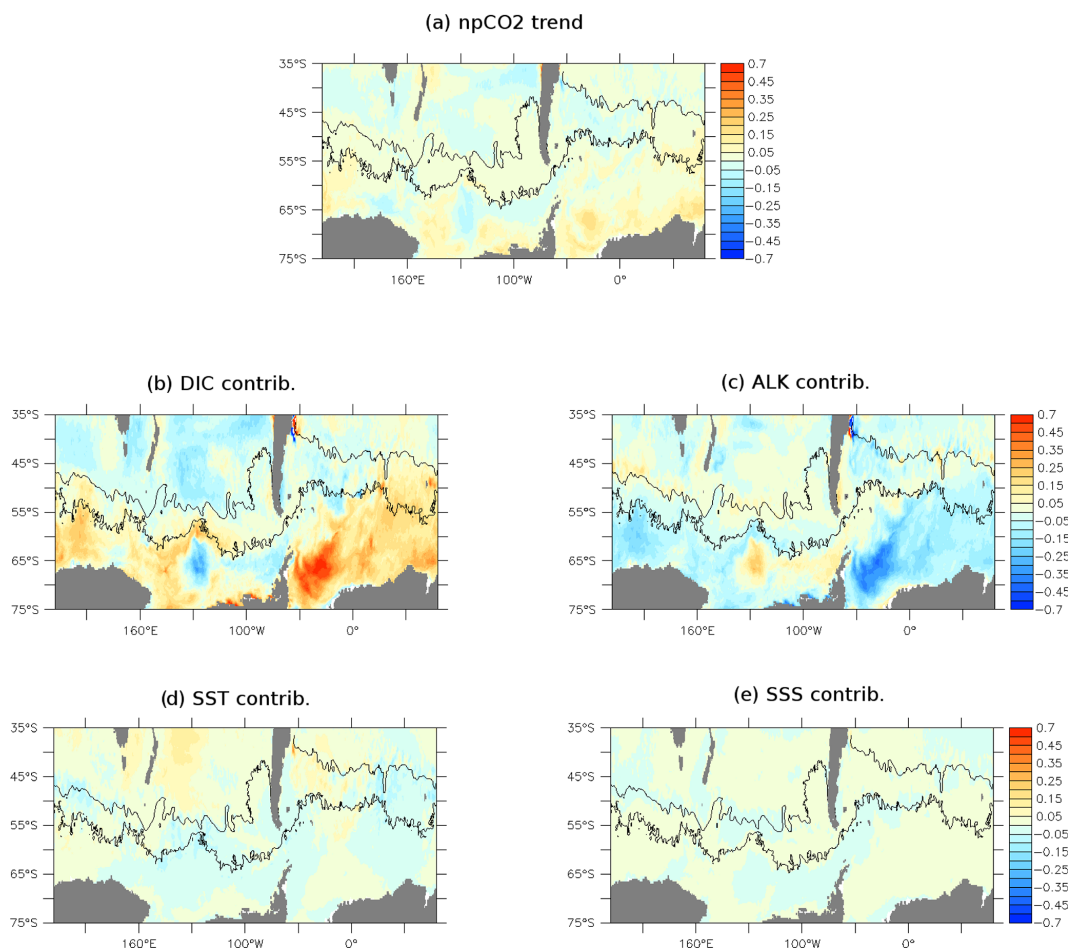 (a) npCO2 trend
35°S
45°S
55°S
65°S
75°S
160°E
100°W
0°
0.7
0.45
0.35
0.25
0.15
0.05
−0.05
−0.15
−0.25
−0.35
−0.45
−0.7
(b) DIC contrib.
35°S
45°S
55°S
65°S
75°S
160°E
100°W
0°
(c) ALK contrib.
35°S
45°S
55°S
65°S
75°S
160°E
100°W
0°
0.7
0.45
0.35
0.25
0.15
0.05
−0.05
−0.15
−0.25
−0.35
−0.45
−0.7
(d) SST contrib.
35°S
45°S
55°S
65°S
75°S
160°E
100°W
0°
(e) SSS contrib.
35°S
45°S
55°S
65°S
75°S
160°E
100°W
0°
0.7
0.45
0.35
0.25
0.15
0.05
−0.05
−0.15
−0.25
−0.35
−0.45
−0.7